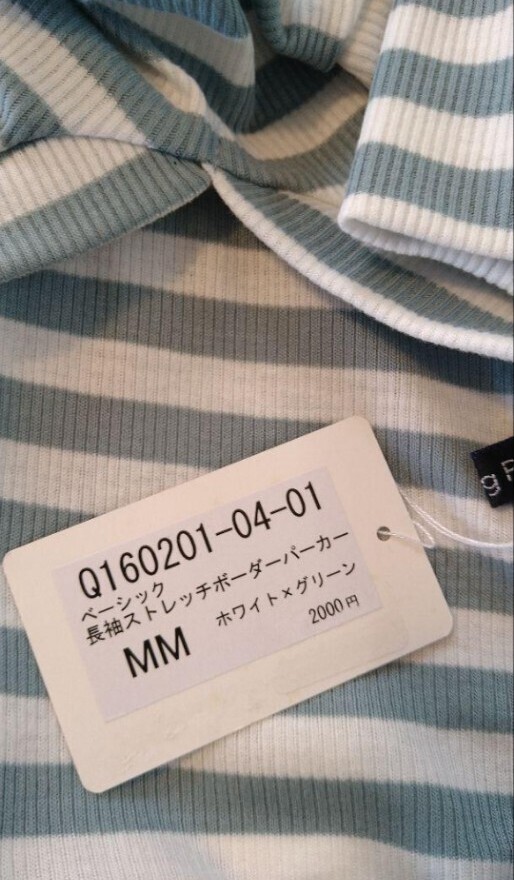 Q160201-04-01
ベーシック
長袖ストレッチボーダーパーカー
MM ホワイト×グリーン
2000円